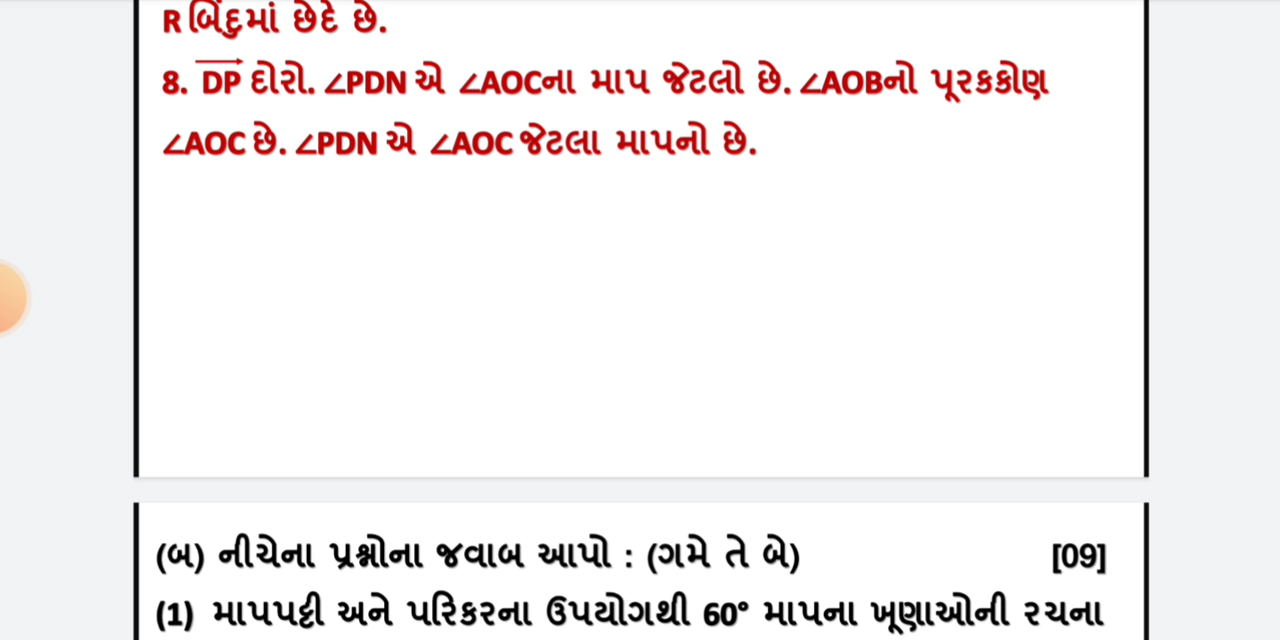 R બિંદુમાં છેદે છે.
8. DP દોરો. ∠PDN એ ∠AOCના માપ જેટલો છે. ∠AOBનો પૂરકકોણ
∠AOC છે. ∠PDN એ ∠AOC જેટલા માપનો છે.
(બ) નીચેના પ્રશ્નોના જવાબ આપો : (ગમે તે બે) [09]
(1) માપપટ્ટી અને પરિકરના ઉપયોગથી 60° માપના ખૂણાઓની રચના